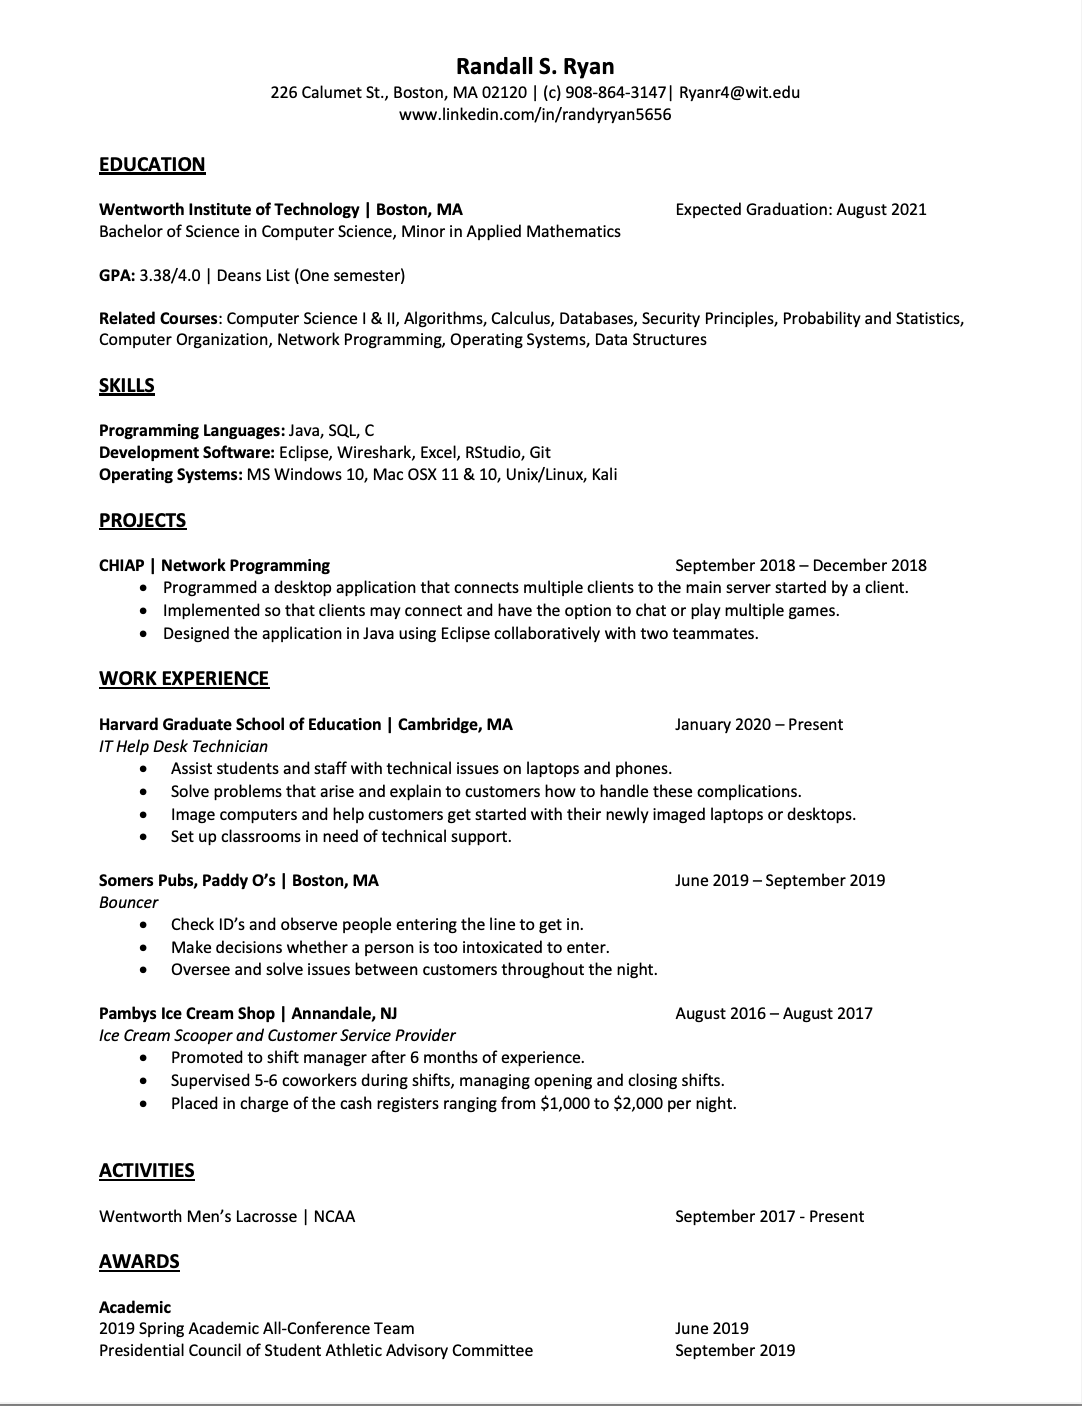 Randall S. Ryan
226 Calumet St., Boston, MA 02120 | (c) 908-864-3147| Ryanr4@wit.edu
www.linkedin.com/in/randyryan5656
EDUCATION
Wentworth Institute of Technology | Boston, MA Expected Graduation: August 2021
Bachelor of Science in Computer Science, Minor in Applied Mathematics
GPA: 3.38/4.0 | Deans List (One semester)
Related Courses: Computer Science I & II, Algorithms, Calculus, Databases, Security Principles, Probability and Statistics,
Computer Organization, Network Programming, Operating Systems, Data Structures
SKILLS
Programming Languages: Java, SQL, C
Development Software: Eclipse, Wireshark, Excel, RStudio, Git
Operating Systems: MS Windows 10, Mac OSX 11 & 10, Unix/Linux, Kali
PROJECTS
CHIAP | Network Programming September 2018 – December 2018
• Programmed a desktop application that connects multiple clients to the main server started by a client.
• Implemented so that clients may connect and have the option to chat or play multiple games.
• Designed the application in Java using Eclipse collaboratively with two teammates.
WORK EXPERIENCE
Harvard Graduate School of Education | Cambridge, MA January 2020 – Present
IT Help Desk Technician
• Assist students and staff with technical issues on laptops and phones.
• Solve problems that arise and explain to customers how to handle these complications.
• Image computers and help customers get started with their newly imaged laptops or desktops.
• Set up classrooms in need of technical support.
Somers Pubs, Paddy O’s | Boston, MA June 2019 – September 2019
Bouncer
• Check ID’s and observe people entering the line to get in.
• Make decisions whether a person is too intoxicated to enter.
• Oversee and solve issues between customers throughout the night.
Pambys Ice Cream Shop | Annandale, NJ August 2016 – August 2017
Ice Cream Scooper and Customer Service Provider
• Promoted to shift manager after 6 months of experience.
• Supervised 5-6 coworkers during shifts, managing opening and closing shifts.
• Placed in charge of the cash registers ranging from $1,000 to $2,000 per night.
ACTIVITIES
Wentworth Men’s Lacrosse | NCAA September 2017 - Present
AWARDS
Academic
2019 Spring Academic All-Conference Team June 2019
Presidential Council of Student Athletic Advisory Committee September 2019